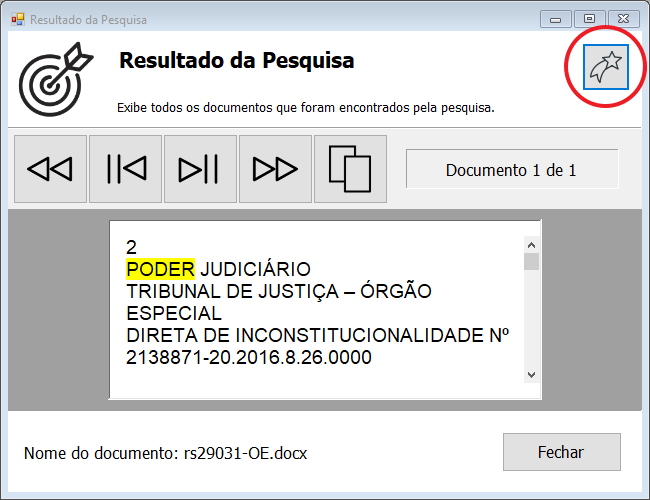 Resultado da Pesquisa
Resultado da Pesquisa
Exibe todos os documentos que foram encontrados pela pesquisa.
Documento 1 de 1
2
PODER JUDICIÁRIO
TRIBUNAL DE JUSTIÇA – ÓRGÃO
ESPECIAL
DIRETA DE INCONSTITUCIONALIDADE Nº
2138871-20.2016.8.26.0000
Nome do documento: rs29031-OE.docx
Fechar